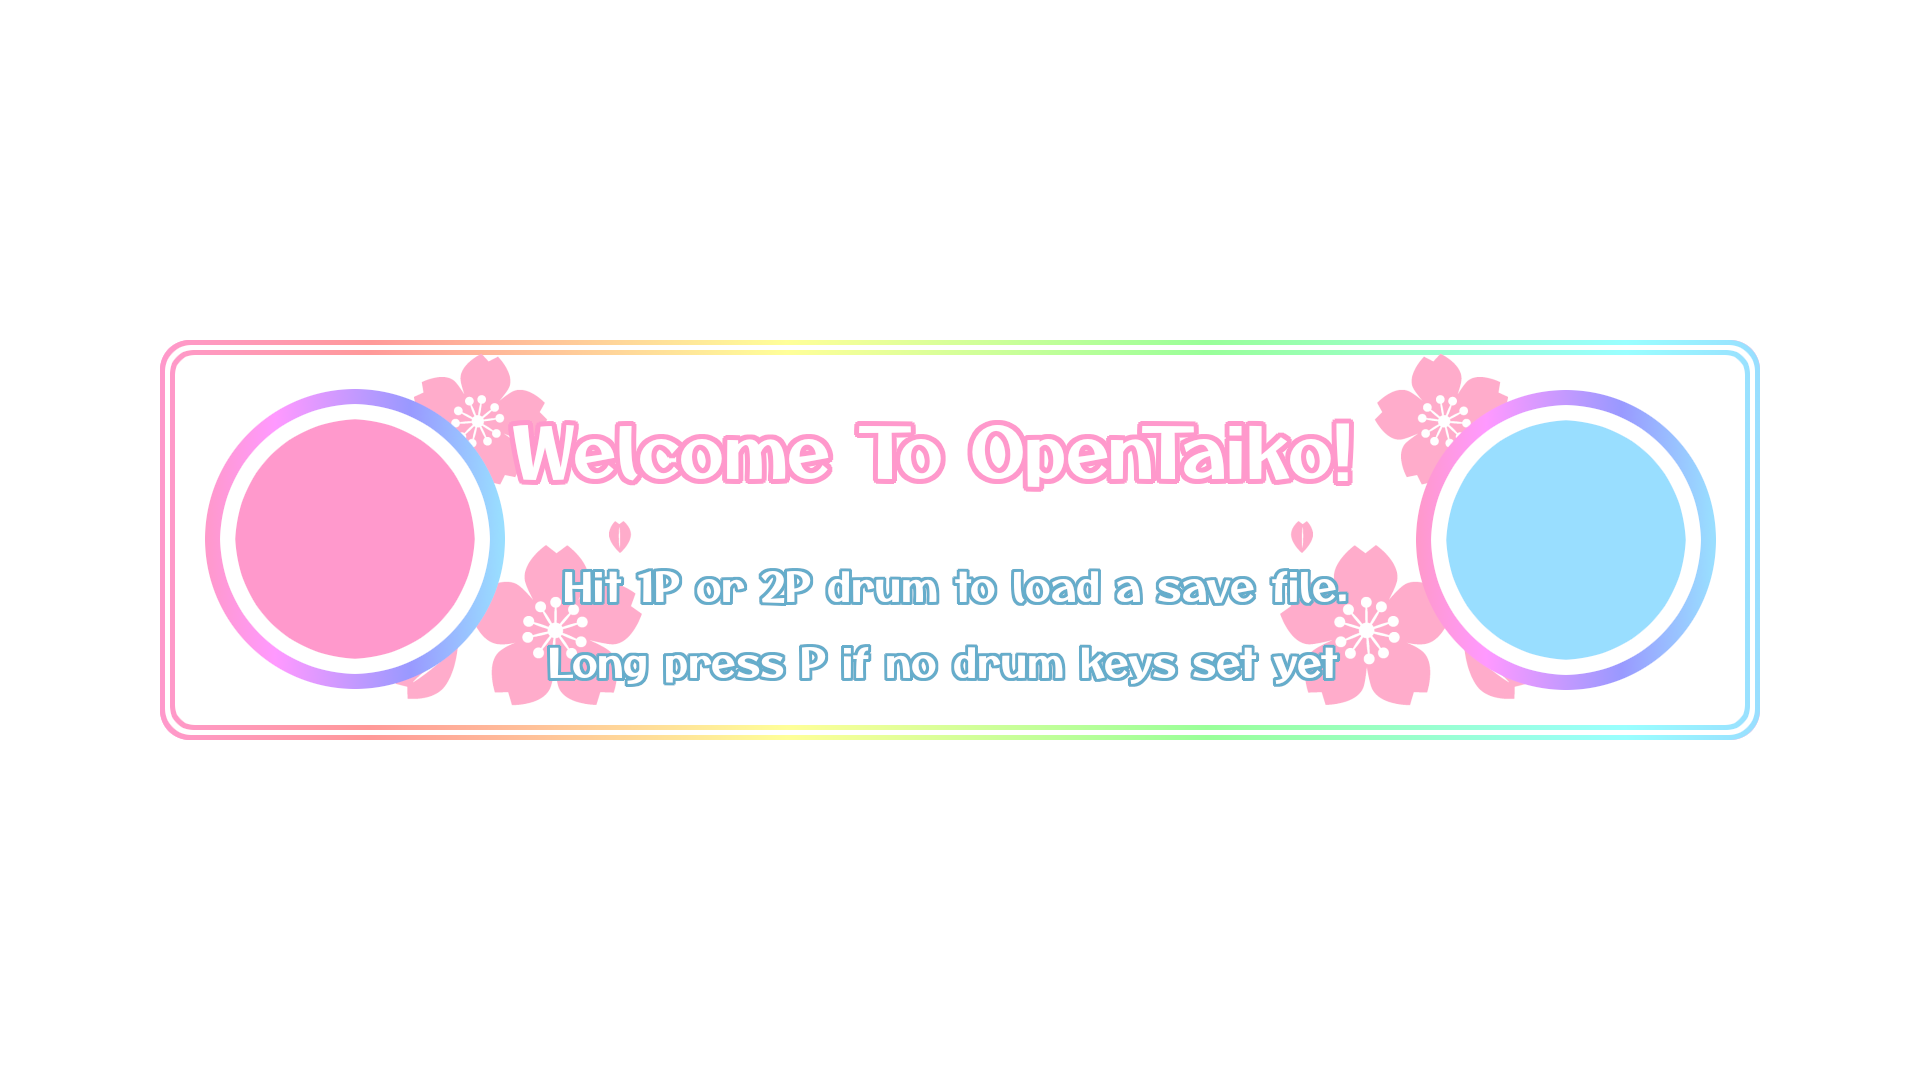 Welcome To OpenTaiko!
Hit 1P or 2P drum to load a save file.
Long press P if no drum keys set yet